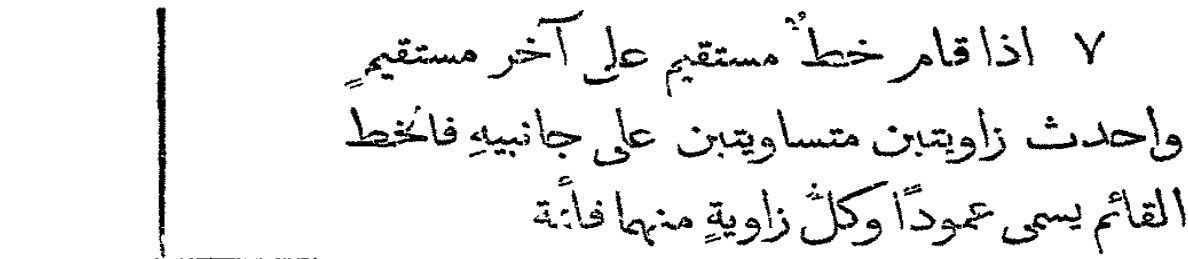 ٧ اذا قام خطٌ مستقيم على آخر مستقيمٍ
واحدث زاويتين متساويتين على جانبيهِ فالخط
القائم يسمى عمودًا وكلٌّ زاويةٍ منهما فائمة